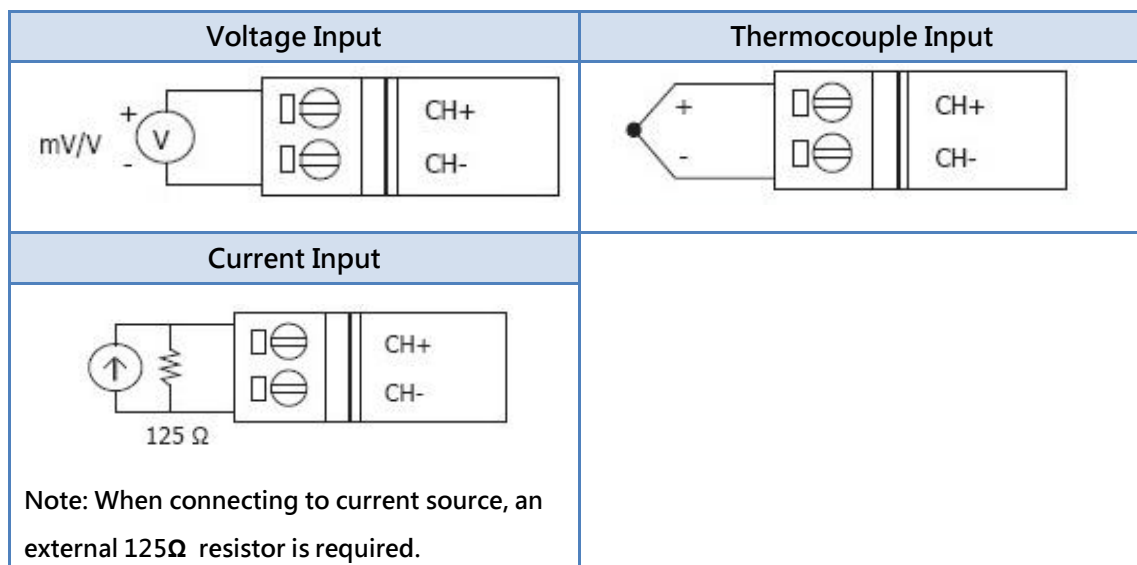 Voltage Input
Thermocouple Input
mV/V
+
V
-
CH+
CH-
+
-
CH+
CH-
Current Input
CH+
CH-
125 Ω
Note: When connecting to current source, an
external 125Ω resistor is required.